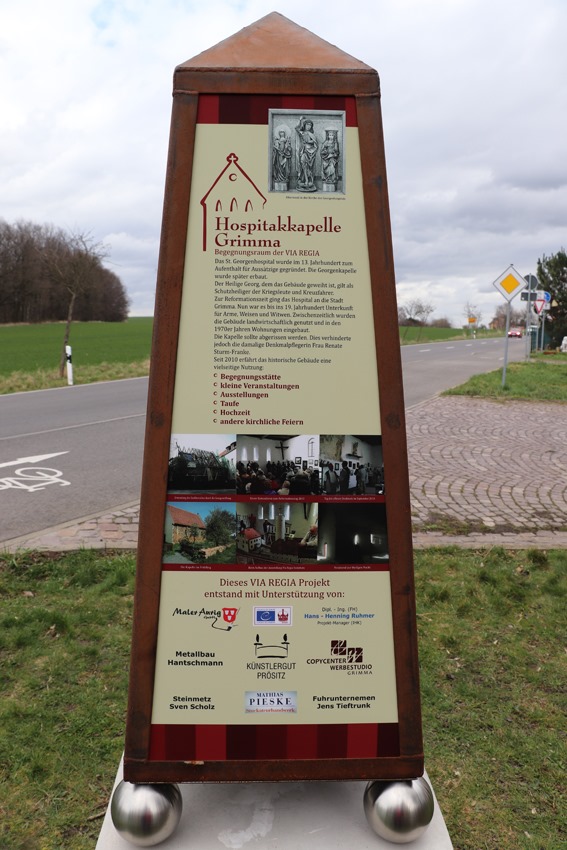 Hospitakkapelle
Grimma
Begegnungsraum der VIA REGIA
Das St. Georgenhospital wurde im 13. Jahrhundert zum
Aufenthalt für Aussätzige gegründet. Die Georgenkapelle
wurde später erbaut.
Der Heilige Georg, dem das Gebäude geweiht ist, gilt als
Schutzheiliger der Kriegsleute und Kreuzfahrer.
Zur Reformationszeit ging das Hospital an die Stadt
Grimma. Nun war es bis ins 19. Jahrhundert Unterkunft
für Arme, Weisen und Witwen. Zwischenzeitlich wurden
die Gebäude landwirtschaftlich genutzt und in den
1970er Jahren Wohnungen eingebaut.
Die Kapelle sollte abgerissen werden. Dies verhinderte
jedoch die damalige Denkmalpflegerin Frau Renate
Sturm-Franke.
Seit 2010 erfährt das historische Gebäude eine
vielseitige Nutzung:
Begegnungsstätte
kleine Veranstaltungen
Ausstellungen
Taufe
Hochzeit
andere kirchliche Feiern
Dieses VIA REGIA Projekt
entstand mit Unterstützung von:
Maler Anrig
Dipl. - Ing. (FH)
Hans - Henning Ruhmer
Projekt-Manager (IHK)
Metallbau
Hantschmann
KÜNSTLERGUT
PRÖSITZ
COPYCENTER
WERBESTUDIO
GRIMMA
Steinmetz
Sven Scholz
MATHIAS
PIESKE
Fuhrunternemen
Jens Tieftrunk